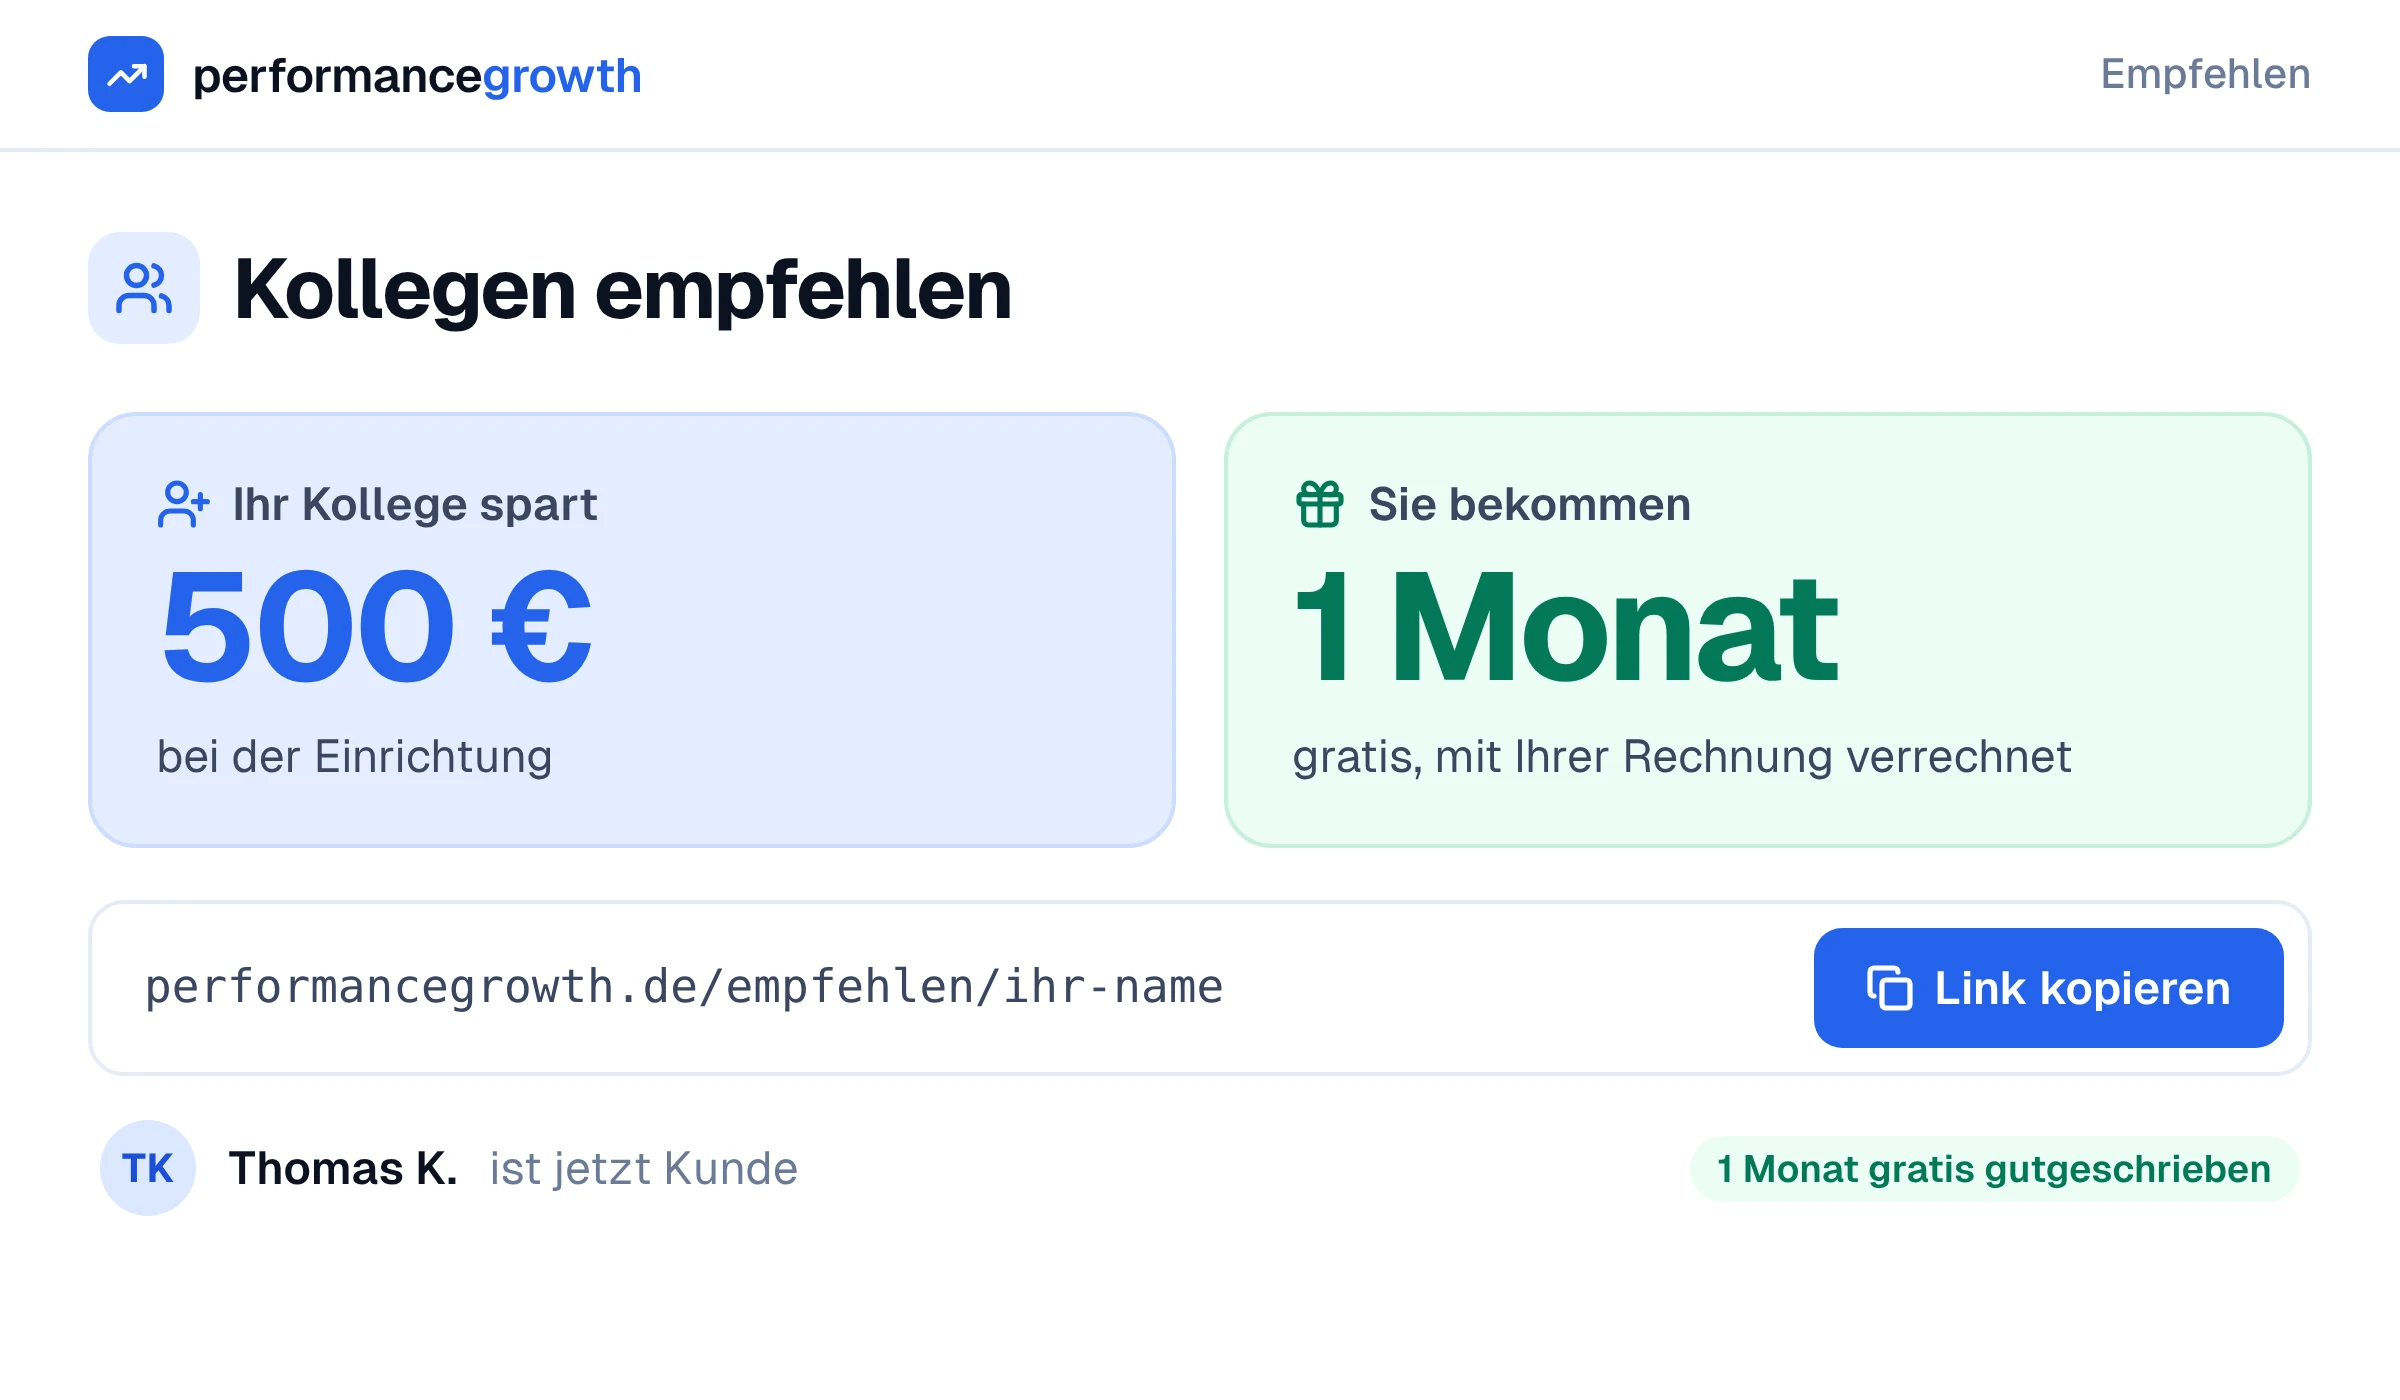 performancegrowth
Empfehlen
Kollegen empfehlen
Ihr Kollege spart
500 €
bei der Einrichtung
Sie bekommen
1 Monat
gratis, mit Ihrer Rechnung verrechnet
performancegrowth.de/empfehlen/ihr-name
Link kopieren
TK
Thomas K. ist jetzt Kunde
1 Monat gratis gutgeschrieben